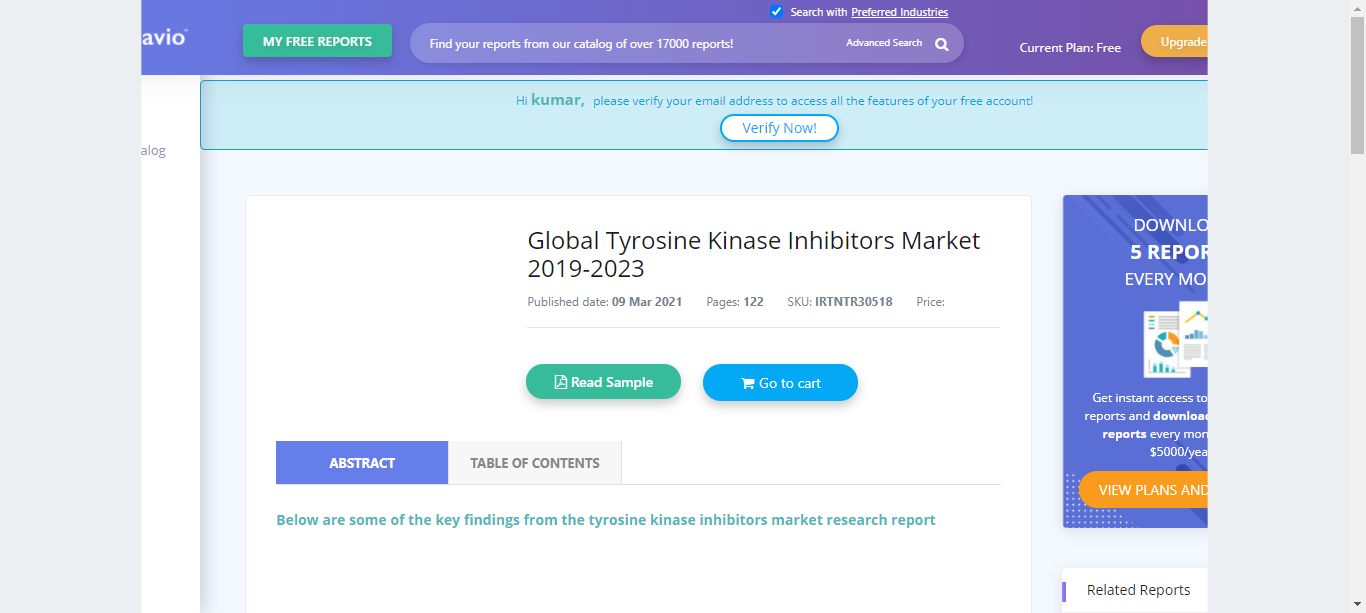 avio
MY FREE REPORTS
Find your reports from our catalog of over 17000 reports!
Advanced Search
Search with Preferred Industries
Current Plan: Free
Upgrade
Hi kumar, please verify your email address to access all the features of your free account!
Verify Now!
alog
Global Tyrosine Kinase Inhibitors Market
2019-2023
Published date: 09 Mar 2021 Pages: 122 SKU: IRTNTR30518 Price:
Read Sample
Go to cart
ABSTRACT
TABLE OF CONTENTS
Below are some of the key findings from the tyrosine kinase inhibitors market research report
DOWNLO
5 REPOR
EVERY MO
Get instant access to
reports and download
reports every mon
$5000/yea
VIEW PLANS AND
Related Reports